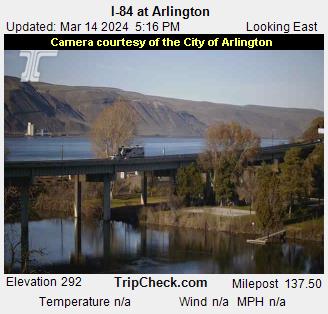 I-84 at Arlington
Updated: Mar 14 2024 5:16 PM Looking East
Camera courtesy of the City of Arlington
Elevation 292 TripCheck.com Milepost 137.50
Temperature n/a Wind n/a MPH n/a